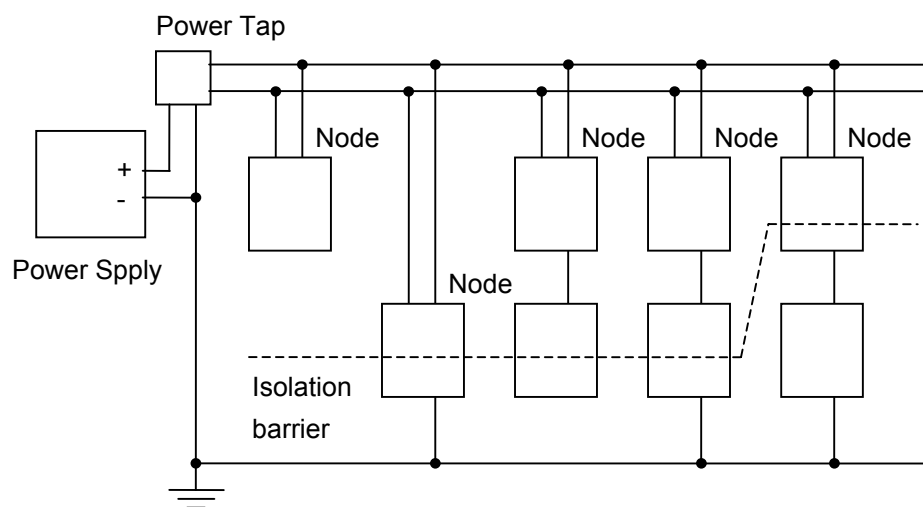 Power Tap
Node
Node
Node
Node
+
-
Power Spply
Node
Isolation
barrier